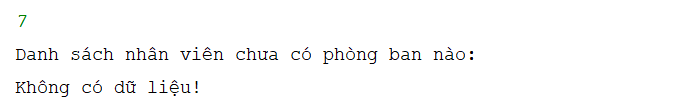 7
Danh sách nhân viên chưa có phòng ban nào:
Không có dữ liệu!